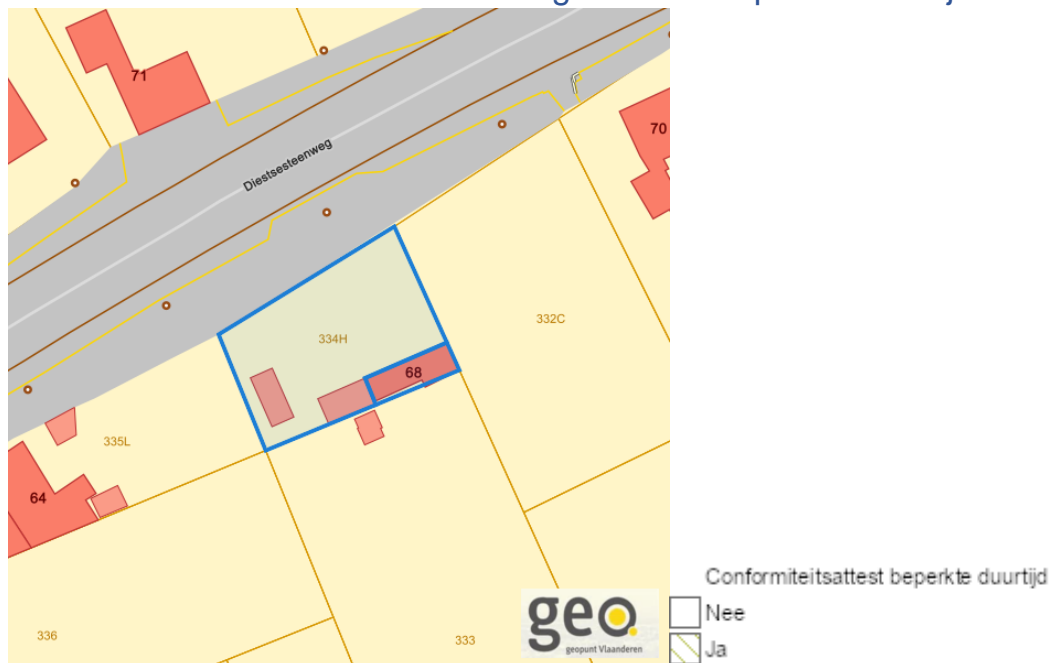 71
70
Diestsesteenweg
332C
334H
68
335L
64
336
333
geo
geopunt Vlaanderen
Conformiteitsattest beperkte duurtijd
Nee
Ja